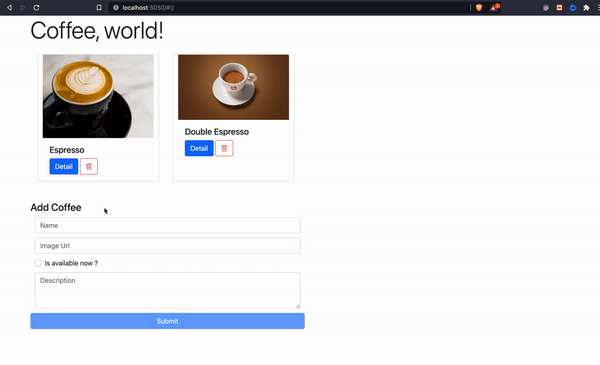 localhost:5050/#!/
Coffee, world!
Espresso
Detail
Double Espresso
Detail
Add Coffee
Name
Image Url
Is available now ?
Description
Submit